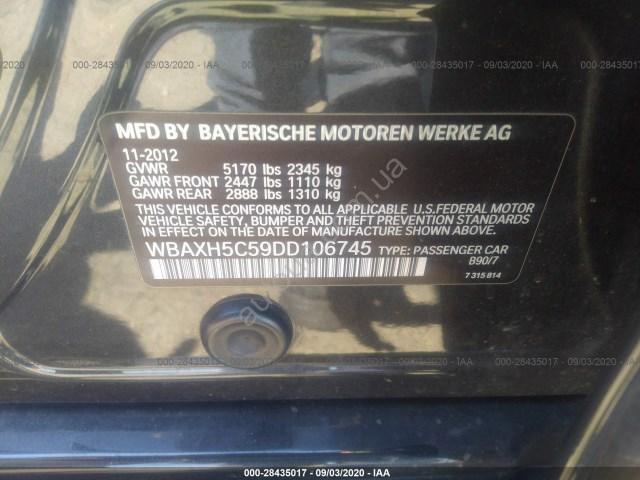 000-28435017 - 09/03/2020 - IAA
000-28435017 - 09/03/2020 - IAA
000-28435017 - 09/03/2020 - IAA
MFD BY BAYERISCHE MOTOREN WERKE AG
11-2012
GVWR 5170 lbs 2345 kg
GAWR FRONT 2447 lbs 1110 kg
GAWR REAR 2888 lbs 1310 kg
THIS VEHICLE CONFORMS TO ALL APPLICABLE U.S.FEDERAL MOTOR
VEHICLE SAFETY, BUMPER AND THEFT PREVENTION STANDARDS
IN EFFECT ON THE DATE OF MANUFACTURE SHOWN ABOVE.
WBAXH5C59DD106745 TYPE: PASSENGER CAR
B90/7
7 315 814
000-28435017 - 09/03/2020 - IAA
000-28435017 - 09/03/2020 - IAA
000-28435017 - 09/03/2020 - IAA
000-28435017 - 09/03/2020 - IAA